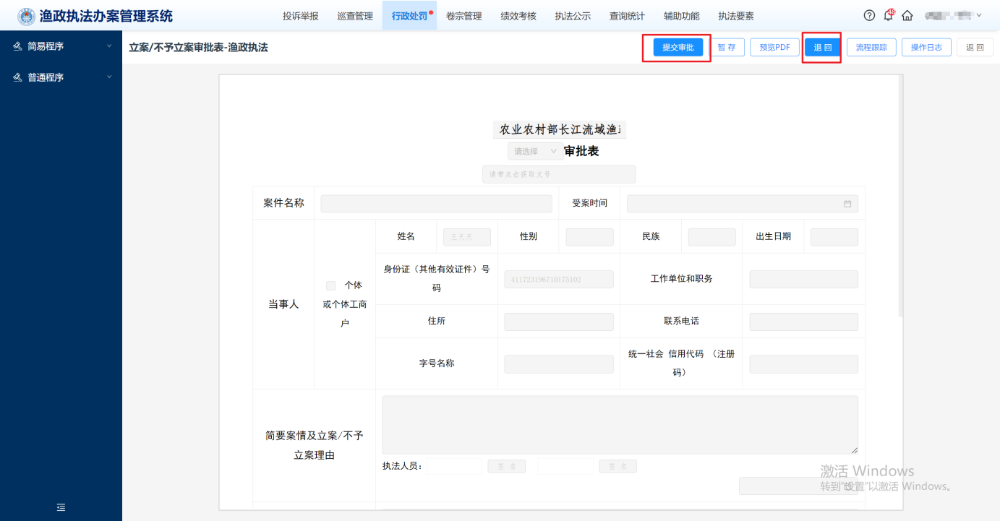 渔政执法办案管理系统
投诉举报 巡查管理 行政处罚 卷宗管理 绩效考核 执法公示 查询统计 辅助功能 执法要素
简易程序
普通程序
立案/不予立案审批表-渔政执法
提交审批 暂 存 预览PDF 退 回 流程跟踪 操作日志 返 回
农业农村部长江流域渔
请选择 审批表
请带点击获取文号
案件名称 受案时间
当事人
个体
或个体工商
户
姓名 王天天 性别 民族 出生日期
身份证（其他有效证件）号
码
411723196710175102
工作单位和职务
住所 联系电话
字号名称
统一社会 信用代码 （注册
码）
简要案情及立案/不予
立案理由
执法人员： 签 名 签 名
激活 Windows
转到“设置”以激活 Windows。